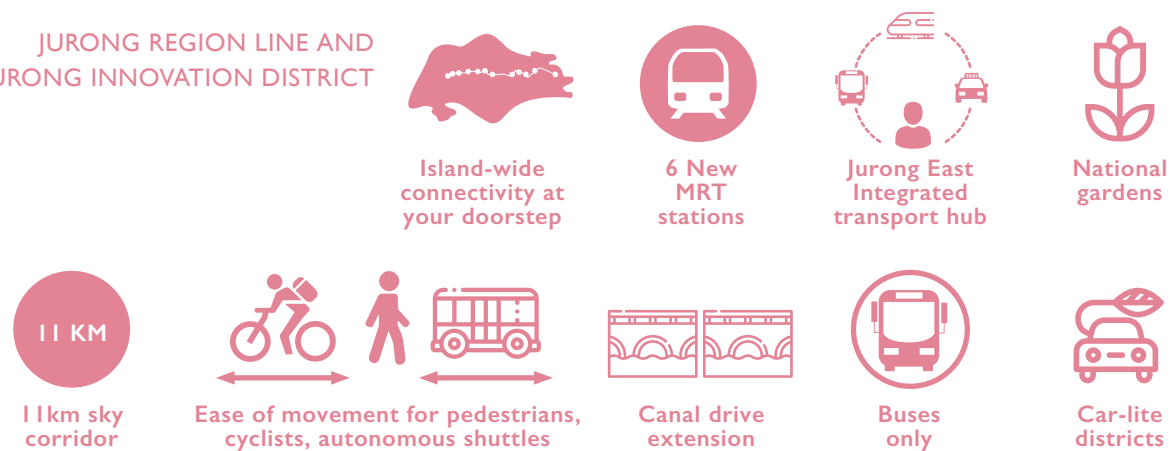 JURONG REGION LINE AND
URONG INNOVATION DISTRICT
Island-wide
connectivity at
your doorstep
6 New
MRT
stations
TAXI
Jurong East
Integrated
transport hub
National
gardens
11 KM
11km sky
corridor
Ease of movement for pedestrians,
cyclists, autonomous shuttles
Canal drive
extension
Buses
only
Car-lite
districts